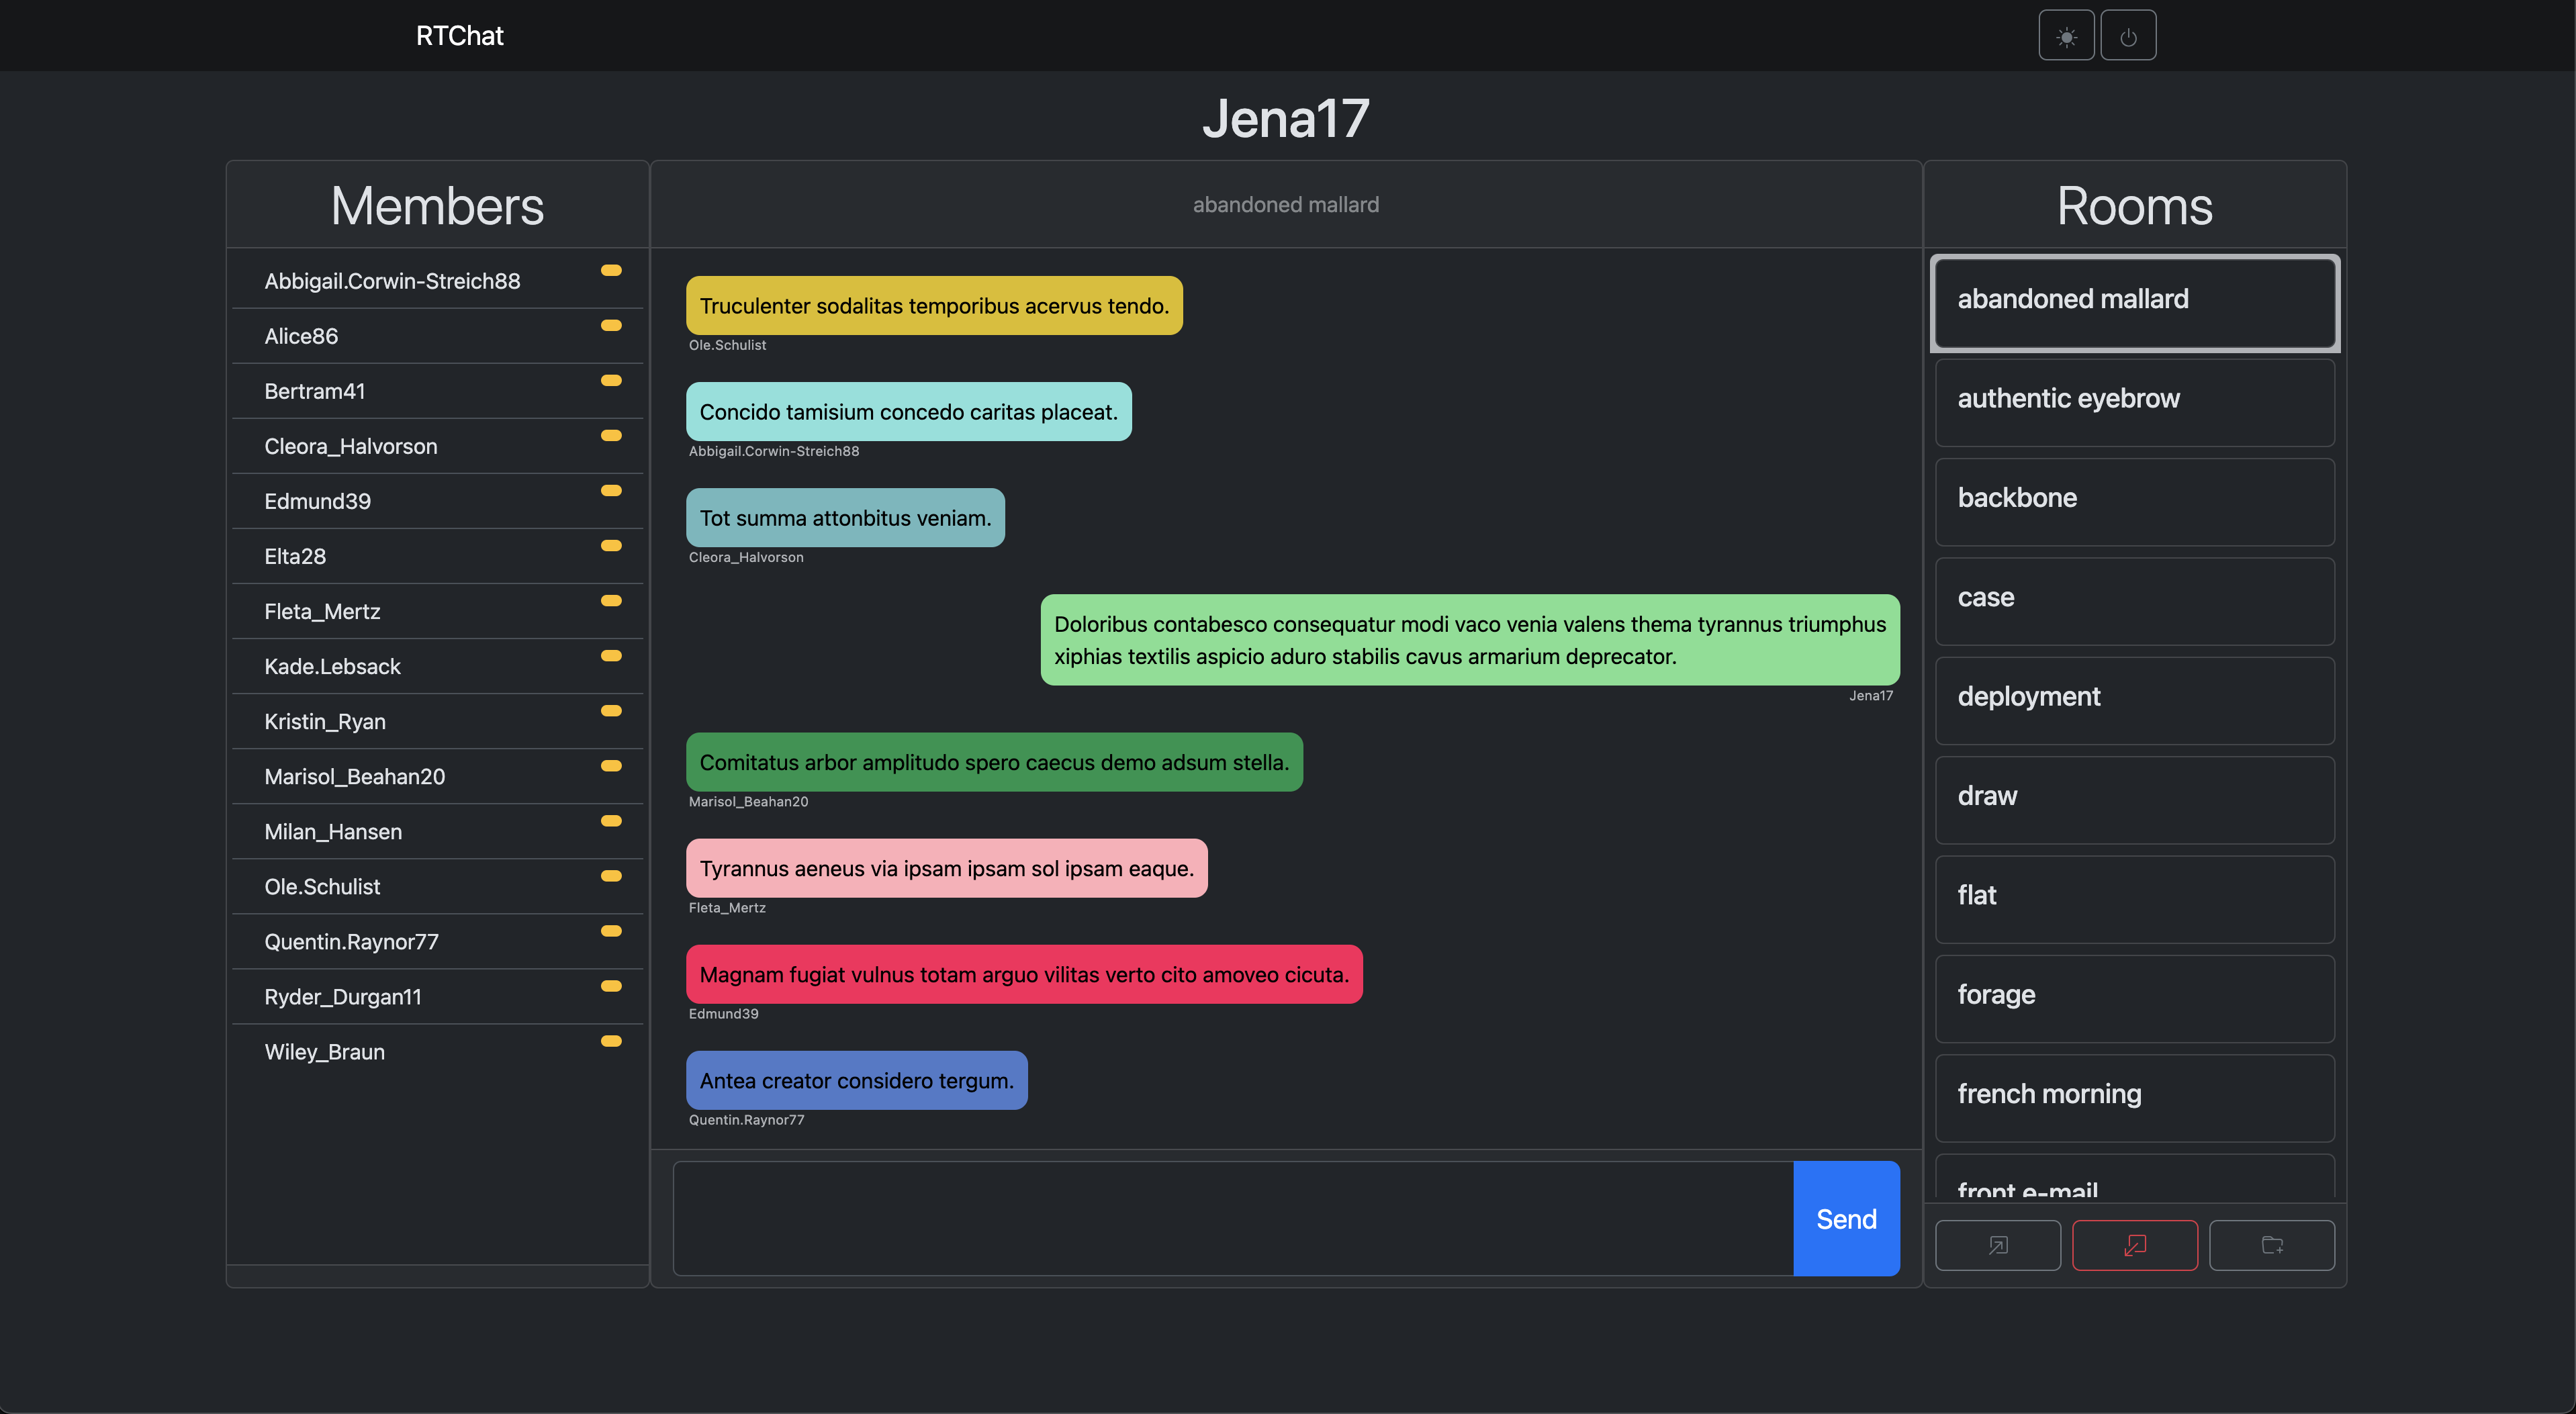 RTChat
Jena17
Members
Abbigail.Corwin-Streich88
Alice86
Bertram41
Cleora_Halvorson
Edmund39
Elta28
Fleta_Mertz
Kade.Lebsack
Kristin_Ryan
Marisol_Beahan20
Milan_Hansen
Ole.Schulist
Quentin.Raynor77
Ryder_Durgan11
Wiley_Braun
abandoned mallard
Truculenter sodalitas temporibus acervus tendo.
Ole.Schulist
Concido tamisium concedo caritas placeat.
Abbigail.Corwin-Streich88
Tot summa attonbitus veniam.
Cleora_Halvorson
Doloribus contabesco consequatur modi vaco venia valens thema tyrannus triumphus
xiphias textilis aspicio aduro stabilis cavus armarium deprecator.
Jena17
Comitatus arbor amplitudo spero caecus demo adsum stella.
Marisol_Beahan20
Tyrannus aeneus via ipsam ipsam sol ipsam eaque.
Fleta_Mertz
Magnam fugiat vulnus totam arguo vilitas verto cito amoveo cicuta.
Edmund39
Antea creator considero tergum.
Quentin.Raynor77
Send
Rooms
abandoned mallard
authentic eyebrow
backbone
case
deployment
draw
flat
forage
french morning
front e-mail